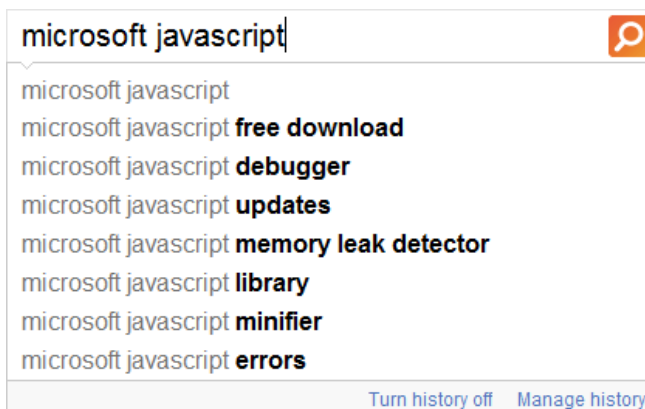 microsoft javascript
microsoft javascript
microsoft javascript free download
microsoft javascript debugger
microsoft javascript updates
microsoft javascript memory leak detector
microsoft javascript library
microsoft javascript minifier
microsoft javascript errors
Turn history off Manage history